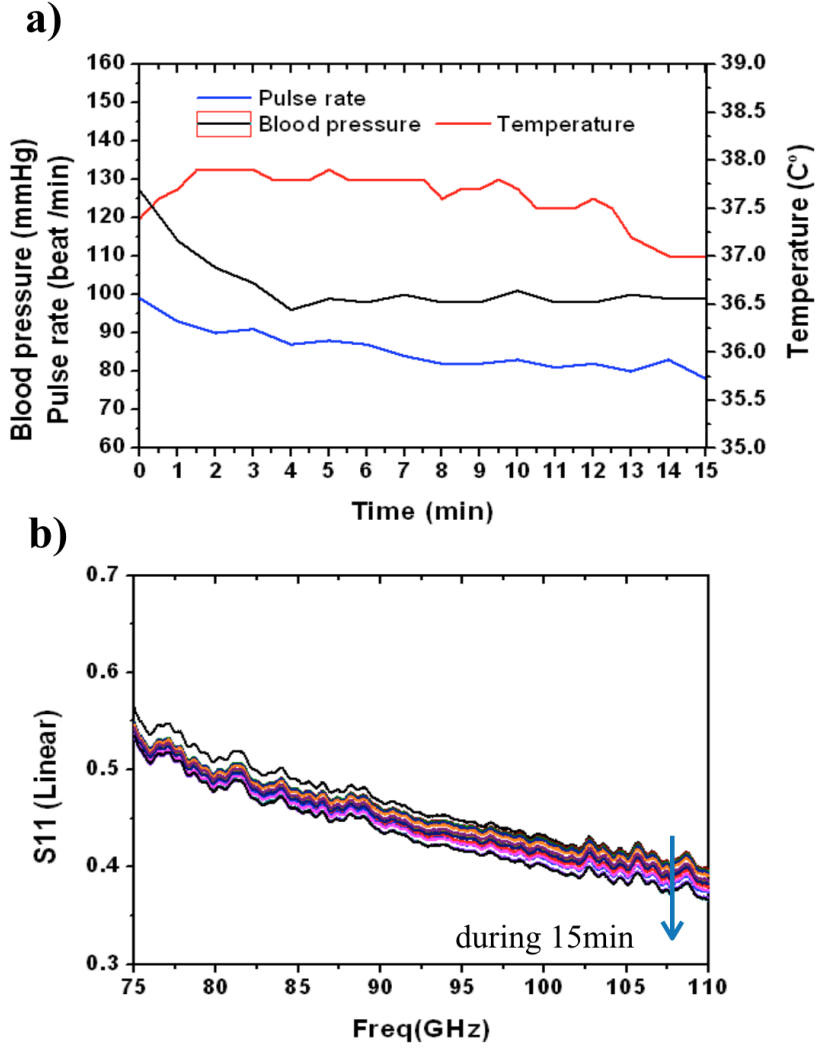 a)
160
150
140
130
120
110
100
90
80
70
60
39.0
38.5
38.0
37.5
37.0
36.5
36.0
35.5
35.0
Blood pressure (mmHg)
Pulse rate (beat /min)
Temperature (C°)
Pulse rate
Blood pressure
Temperature
0 1 2 3 4 5 6 7 8 9 10 11 12 13 14 15
Time (min)
b)
0.7
0.6
0.5
0.4
0.3
S11 (Linear)
during 15min
75 80 85 90 95 100 105 110
Freq(GHz)